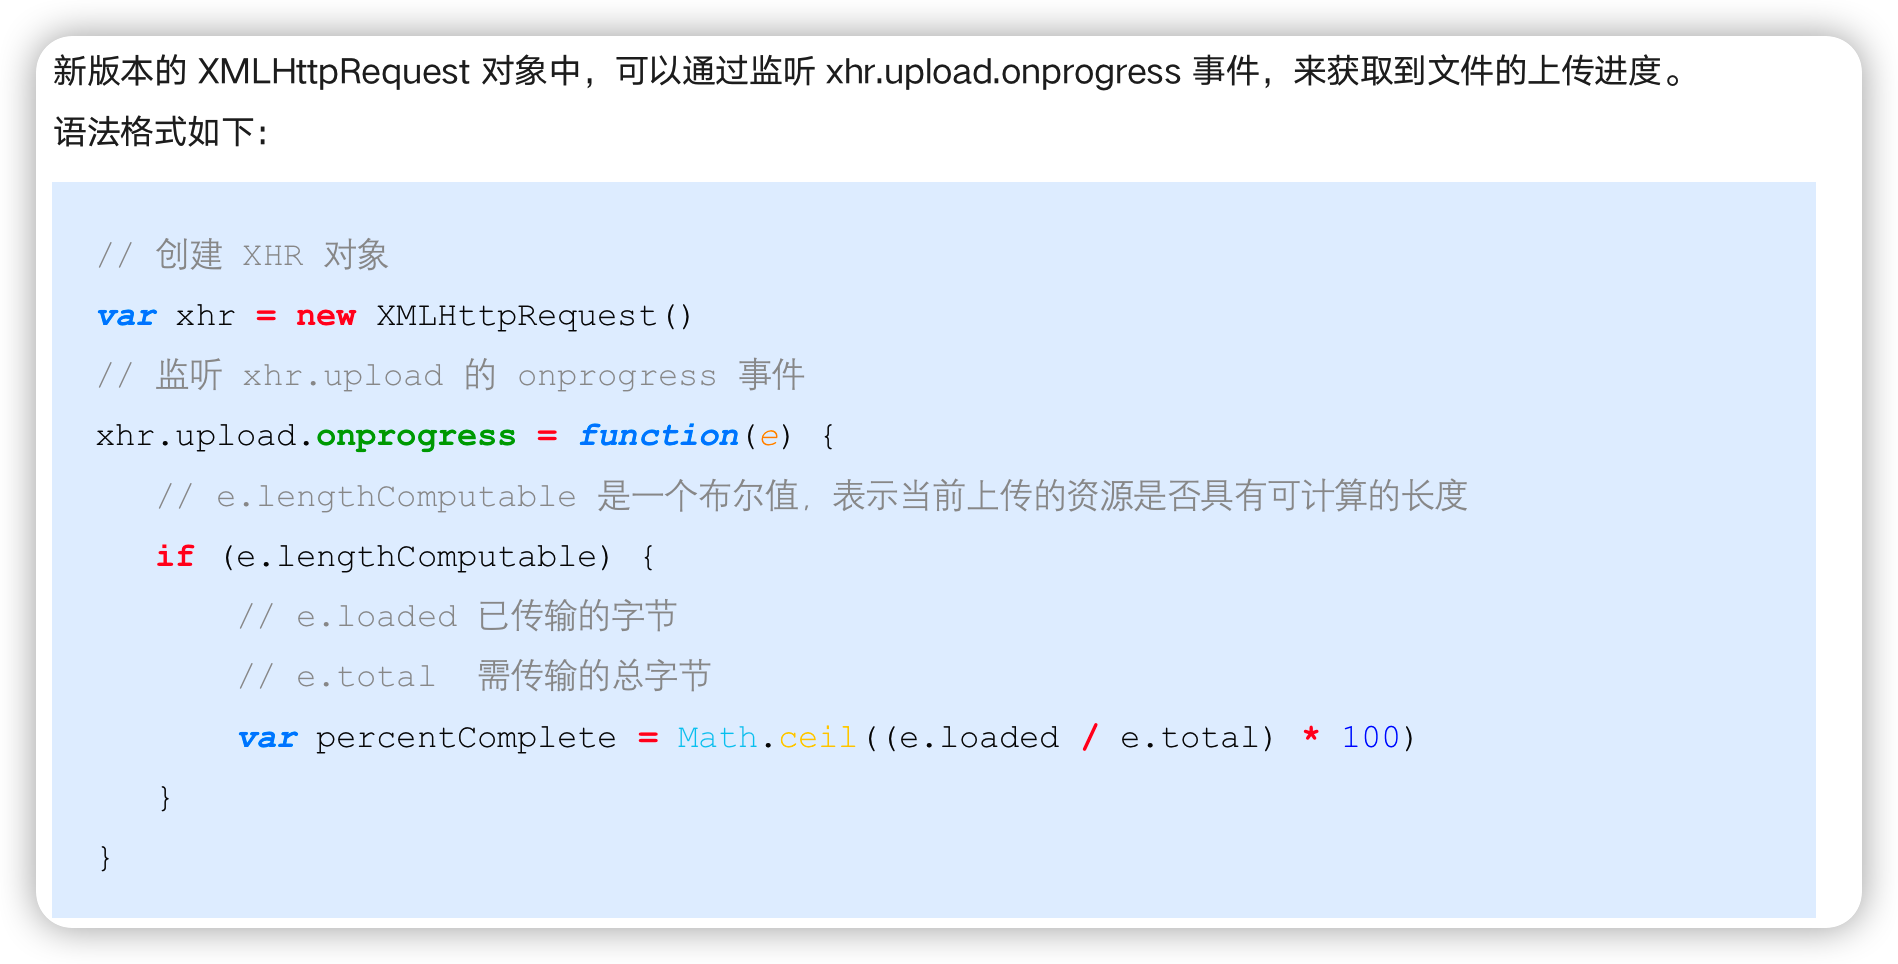 新版本的 XMLHttpRequest 对象中，可以通过监听 xhr.upload.onprogress 事件，来获取到文件的上传进度。
语法格式如下：
// 创建 XHR 对象
var xhr = new XMLHttpRequest()
// 监听 xhr.upload 的 onprogress 事件
xhr.upload.onprogress = function(e) {
   // e.lengthComputable 是一个布尔值，表示当前上传的资源是否具有可计算的长度
   if (e.lengthComputable) {
       // e.loaded 已传输的字节
       // e.total  需传输的总字节
       var percentComplete = Math.ceil((e.loaded / e.total) * 100)
   }
}